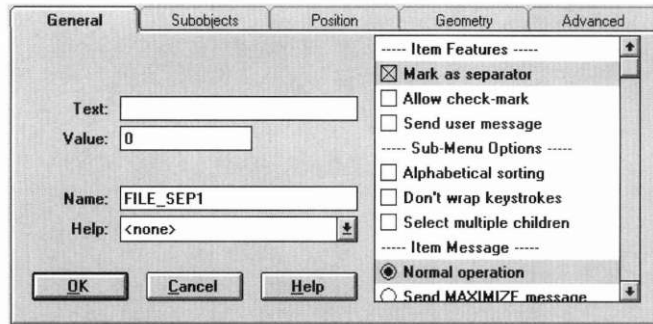 General Subobjects Position Geometry Advanced
Text:
Value: 0
Name: FILE_SEP1
Help: <none>
OK Cancel Help
----- Item Features -----
Mark as separator
Allow check-mark
Send user message
----- Sub-Menu Options -----
Alphabetical sorting
Don't wrap keystrokes
Select multiple children
----- Item Message -----
Normal operation
Send MAXIMIZE message